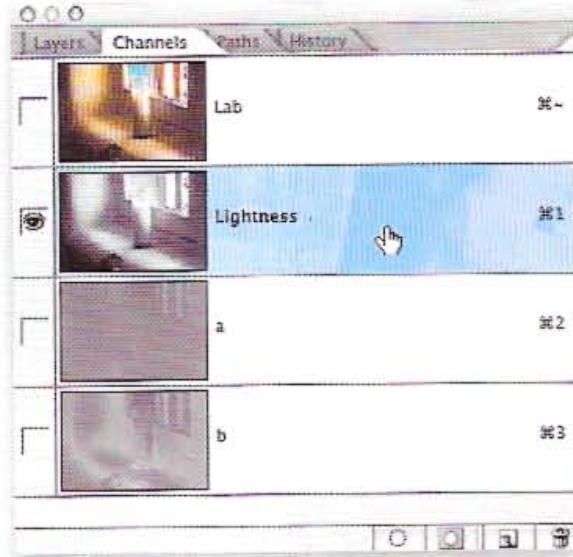 Layers Channels Paths History
Lab ⌘~
Lightness ⌘1
a ⌘2
b ⌘3